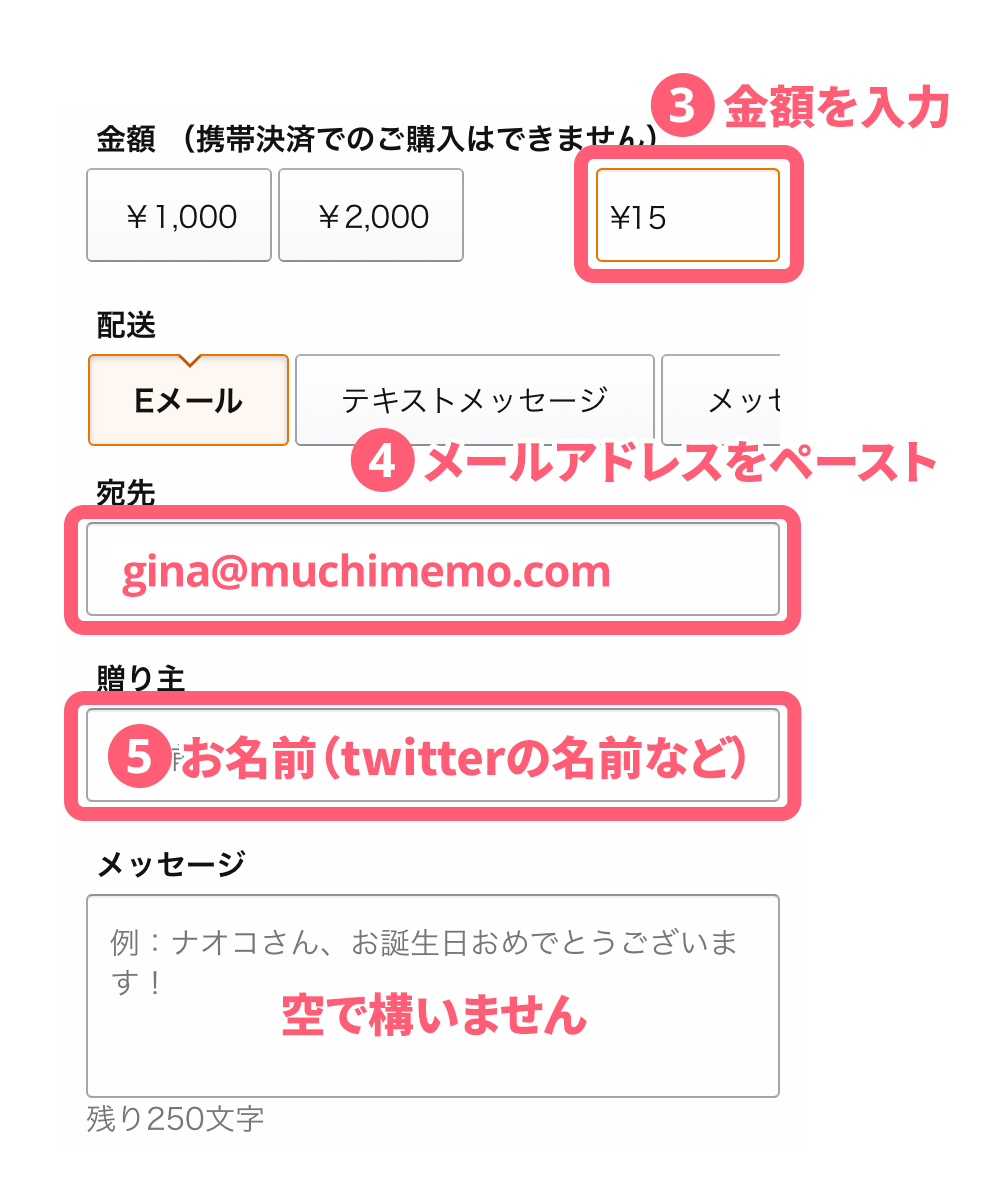 ❸金額を入力
金額 （携帯決済でのご購入はできません）
￥1,000
￥2,000
¥15
配送
Eメール
テキストメッセージ
メッセ
❹メールアドレスをペースト
宛先
gina@muchimemo.com
贈り主
❺お名前（twitterの名前など）
メッセージ
例：ナオコさん、お誕生日おめでとうございま
す！
空で構いません
残り250文字